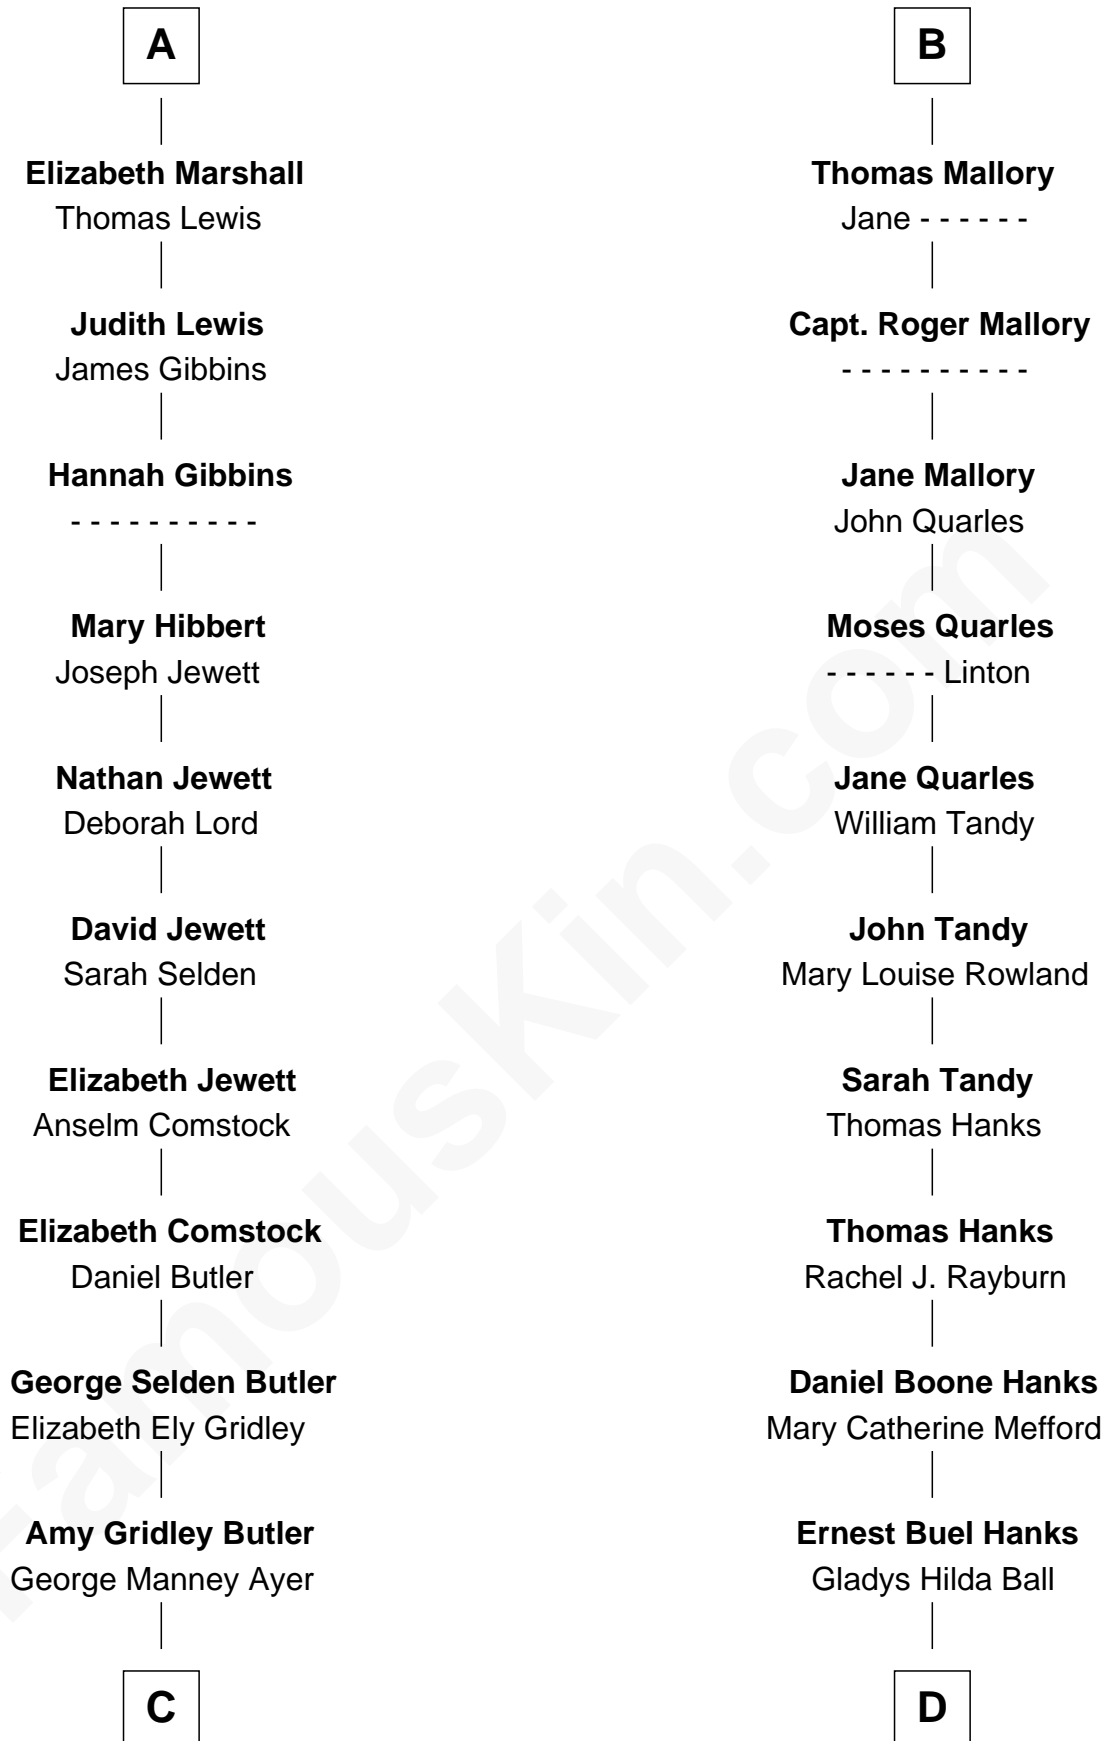 A
Elizabeth Marshall
Thomas Lewis
Judith Lewis
James Gibbins
Hannah Gibbins
- - - - - - - - - -
Mary Hibbert
Joseph Jewett
Nathan Jewett
Deborah Lord
David Jewett
Sarah Selden
Elizabeth Jewett
Anselm Comstock
Elizabeth Comstock
Daniel Butler
George Selden Butler
Elizabeth Ely Gridley
Amy Gridley Butler
George Manney Ayer
C
B
Thomas Mallory
Jane - - - - - -
Capt. Roger Mallory
- - - - - - - - - -
Jane Mallory
John Quarles
Moses Quarles
- - - - - - Linton
Jane Quarles
William Tandy
John Tandy
Mary Louise Rowland
Sarah Tandy
Thomas Hanks
Thomas Hanks
Rachel J. Rayburn
Daniel Boone Hanks
Mary Catherine Mefford
Ernest Buel Hanks
Gladys Hilda Ball
D
FamousKin.com